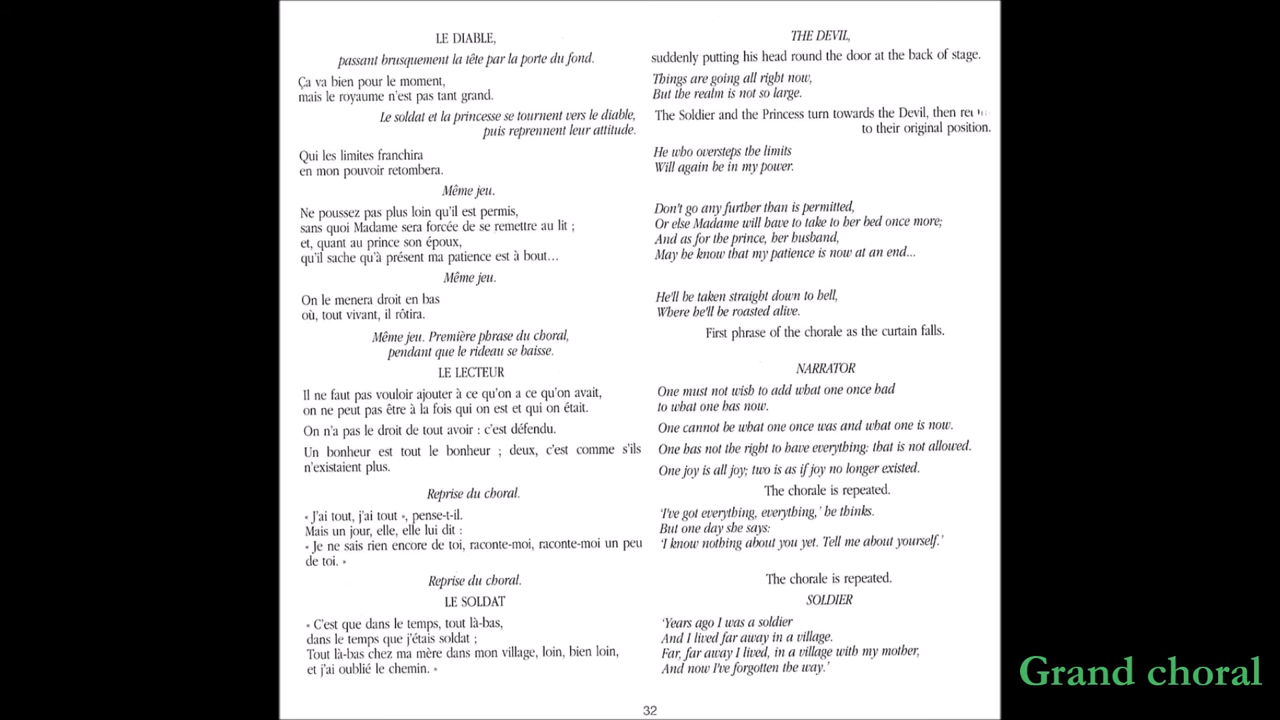 LE DIABLE,
passant brusquement la tête par la porte du fond.
Ça va bien pour le moment,
mais le royaume n'est pas tant grand.
Le soldat et la princesse se tournent vers le diable,
puis reprennent leur attitude.
Qui les limites franchira
en mon pouvoir retombera.
Même jeu.
Ne poussez pas plus loin qu'il est permis,
sans quoi Madame sera forcée de se remettre au lit ;
et, quant au prince son époux,
qu'il sache qu'à présent ma patience est à bout...
Même jeu.
On le menera droit en bas
où, tout vivant, il rôtira.
Même jeu. Première phrase du choral,
pendant que le rideau se baisse.
LE LECTEUR
Il ne faut pas vouloir ajouter à ce qu'on a ce qu'on avait,
on ne peut pas être à la fois qui on est et qui on était.
On n'a pas le droit de tout avoir : c'est défendu.
Un bonheur est tout le bonheur ; deux, c'est comme s'ils
n'existaient plus.
Reprise du choral.
« J'ai tout, j'ai tout », pense-t-il.
Mais un jour, elle, elle lui dit :
« Je ne sais rien encore de toi, raconte-moi, raconte-moi un peu
de toi. »
Reprise du choral.
LE SOLDAT
« C'est que dans le temps, tout là-bas,
dans le temps que j'étais soldat ;
Tout là-bas chez ma mère dans mon village, loin, bien loin,
et j'ai oublié le chemin. »
THE DEVIL,
suddenly putting his head round the door at the back of stage.
Things are going all right now,
But the realm is not so large.
The Soldier and the Princess turn towards the Devil, then
to their original position.
He who oversteps the limits
Will again be in my power.
Don't go any further than is permitted,
Or else Madame will have to take to her bed once more;
And as for the prince, her husband,
May he know that my patience is now at an end...
He'll be taken straight down to hell,
Where he'll be roasted alive.
First phrase of the chorale as the curtain falls.
NARRATOR
One must not wish to add what one once had
to what one has now.
One cannot be what one once was and what one is now.
One has not the right to have everything: that is not allowed.
One joy is all joy; two is as if joy no longer existed.
The chorale is repeated.
'I've got everything, everything,' he thinks.
But one day she says:
'I know nothing about you yet. Tell me about yourself.'
The chorale is repeated.
SOLDIER
'Years ago I was a soldier
And I lived far away in a village.
Far, far away I lived, in a village with my mother,
And now I've forgotten the way.'
32
Grand choral